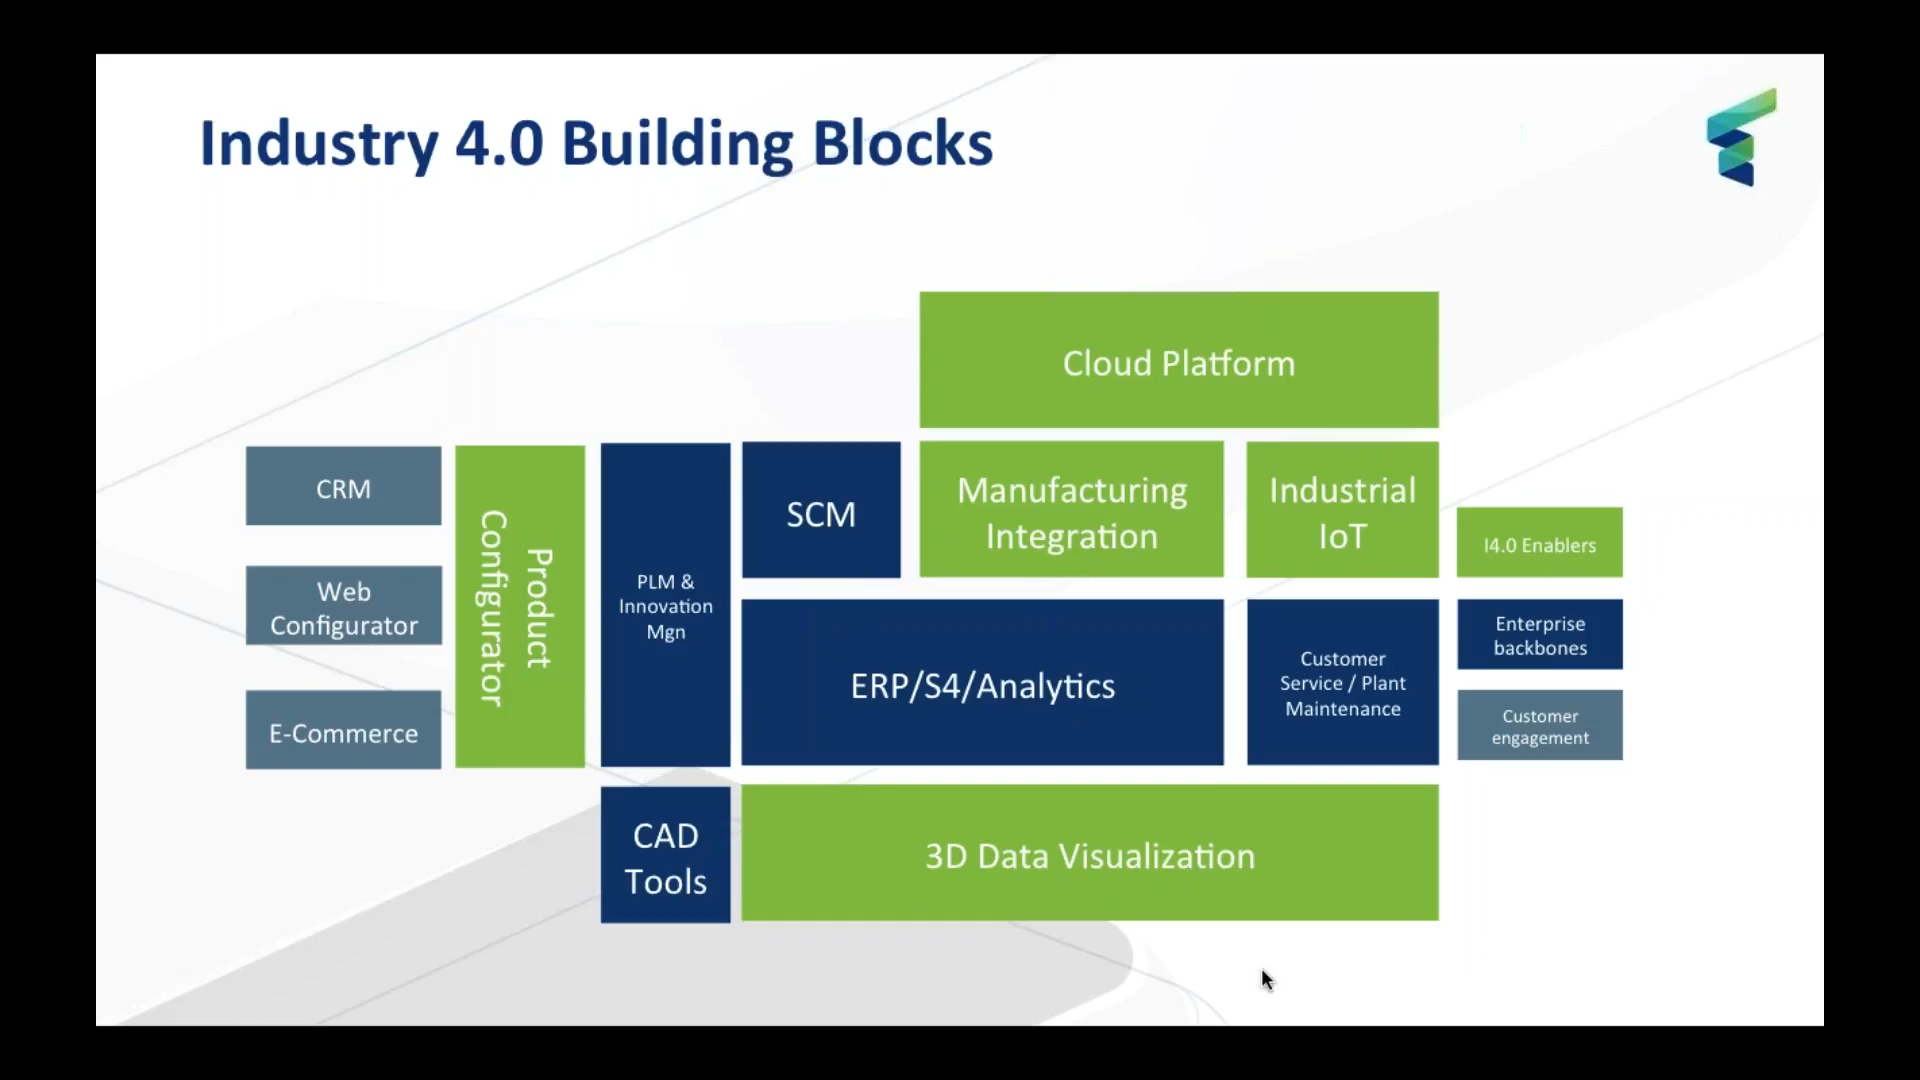 Industry 4.0 Building Blocks
Cloud Platform
CRM
Web
Configurator
E-Commerce
Product
Configurator
PLM &
Innovation
Mgn
SCM
Manufacturing
Integration
Industrial
IoT
I4.0 Enablers
ERP/S4/Analytics
Customer
Service / Plant
Maintenance
Enterprise
backbones
Customer
engagement
CAD
Tools
3D Data Visualization